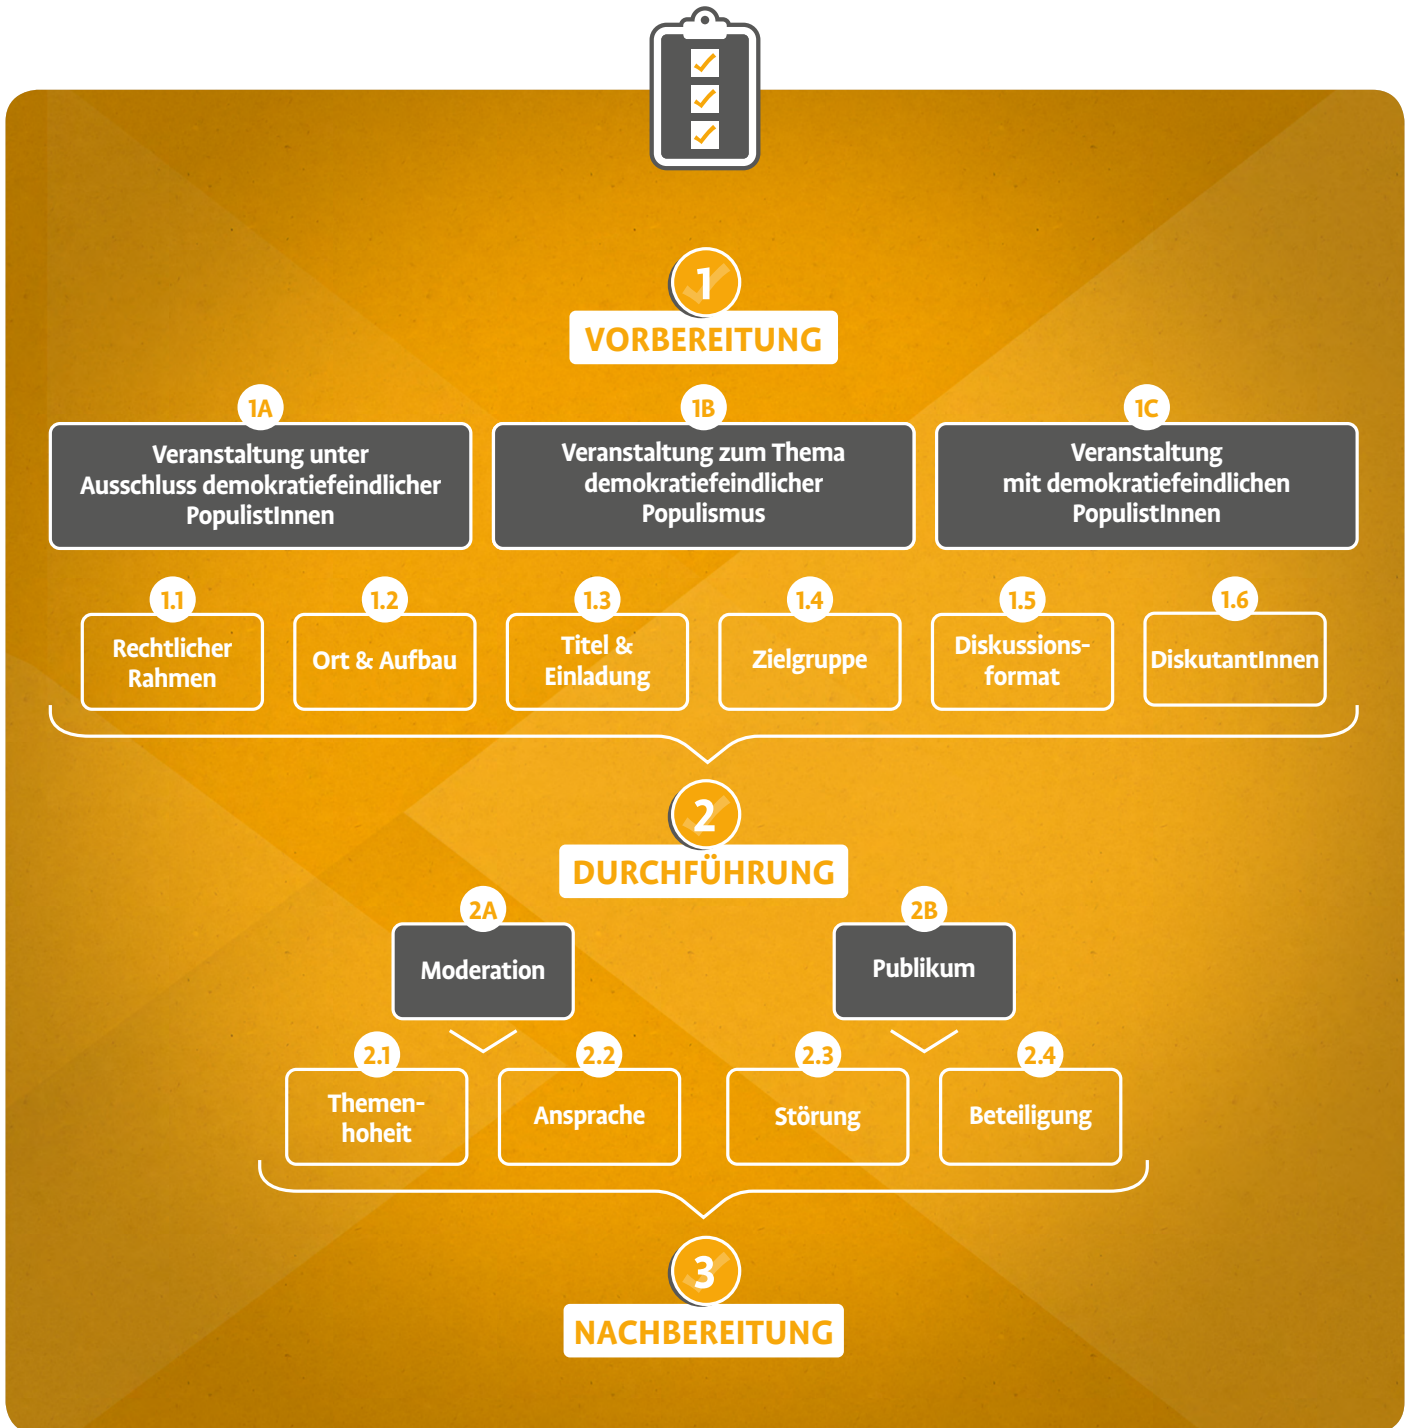 1
VORBEREITUNG
1A
Veranstaltung unter
Ausschluss demokratiefeindlicher
PopulistInnen
1B
Veranstaltung zum Thema
demokratiefeindlicher
Populismus
1C
Veranstaltung
mit demokratiefeindlichen
PopulistInnen
1.1
Rechtlicher
Rahmen
1.2
Ort & Aufbau
1.3
Titel &
Einladung
1.4
Zielgruppe
1.5
Diskussions-
format
1.6
DiskutantInnen
2
DURCHFÜHRUNG
2A
Moderation
2B
Publikum
2.1
Themen-
hoheit
2.2
Ansprache
2.3
Störung
2.4
Beteiligung
3
NACHBEREITUNG